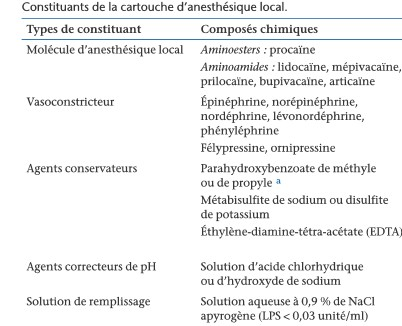 Constituants de la cartouche d'anesthésique local.
Types de constituant Composés chimiques
Molécule d'anesthésique local Aminoesters : procaïne
Aminoamides : lidocaïne, mépivacaïne,
prilocaïne, bupivacaïne, articaïne
Vasoconstricteur Épinéphrine, norépinéphrine,
nordéphrine, lévonordéphrine,
phényléphrine
Félypressine, ornipressine
Agents conservateurs Parahydroxybenzoate de méthyle
ou de propyle a
Métabisulfite de sodium ou disulfite
de potassium
Éthylène-diamine-tétra-acétate (EDTA)
Agents correcteurs de pH Solution d'acide chlorhydrique
ou d'hydroxyde de sodium
Solution de remplissage Solution aqueuse à 0,9 % de NaCl
apyrogène (LPS < 0,03 unité/ml)